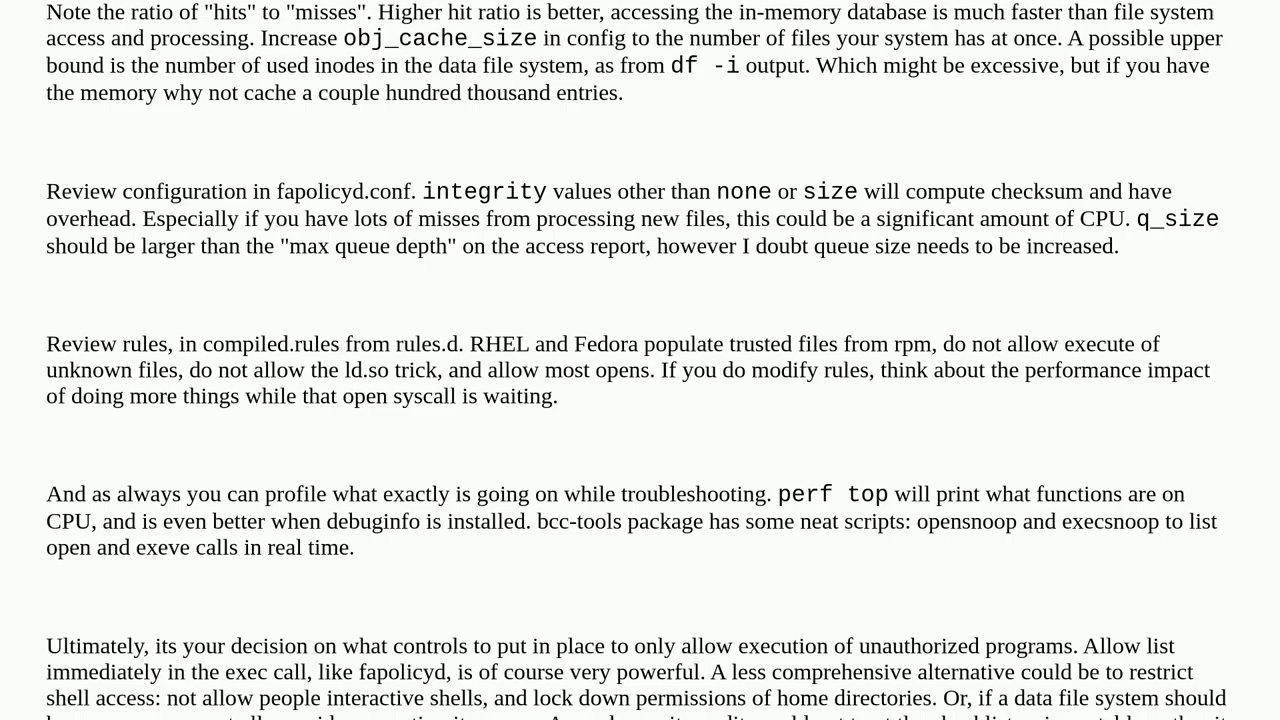 Note the ratio of "hits" to "misses". Higher hit ratio is better, accessing the in-memory database is much faster than file system
access and processing. Increase obj_cache_size in config to the number of files your system has at once. A possible upper
bound is the number of used inodes in the data file system, as from df -i output. Which might be excessive, but if you have
the memory why not cache a couple hundred thousand entries.
Review configuration in fapolicyd.conf. integrity values other than none or size will compute checksum and have
overhead. Especially if you have lots of misses from processing new files, this could be a significant amount of CPU. q_size
should be larger than the "max queue depth" on the access report, however I doubt queue size needs to be increased.
Review rules, in compiled.rules from rules.d. RHEL and Fedora populate trusted files from rpm, do not allow execute of
unknown files, do not allow the ld.so trick, and allow most opens. If you do modify rules, think about the performance impact
of doing more things while that open syscall is waiting.
And as always you can profile what exactly is going on while troubleshooting. perf top will print what functions are on
CPU, and is even better when debuginfo is installed. bcc-tools package has some neat scripts: opensnoop and execsnoop to list
open and exeve calls in real time.
Ultimately, its your decision on what controls to put in place to only allow execution of unauthorized programs. Allow list
immediately in the exec call, like fapolicyd, is of course very powerful. A less comprehensive alternative could be to restrict
shell access: not allow people interactive shells, and lock down permissions of home directories. Or, if a data file system should